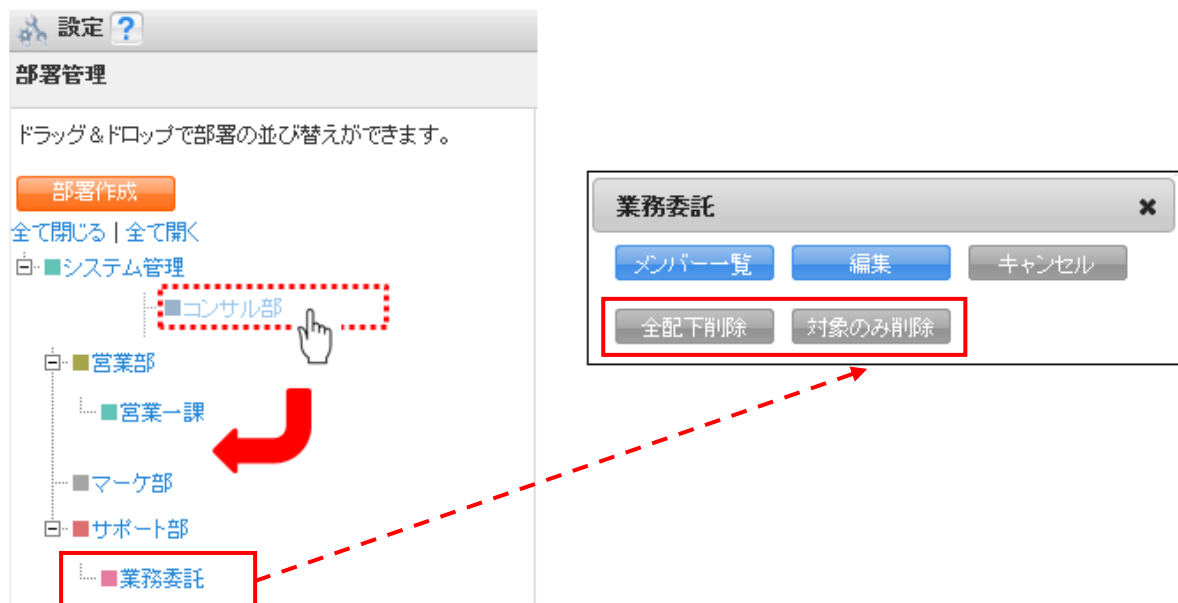 設定 ?
部署管理
ドラッグ&ドロップで部署の並び替えができます。
部署作成
全て閉じる | 全て開く
システム管理
コンサル部
営業部
営業一課
マーケ部
サポート部
業務委託
業務委託
メンバー一覧 編集 キャンセル
全配下削除 対象のみ削除